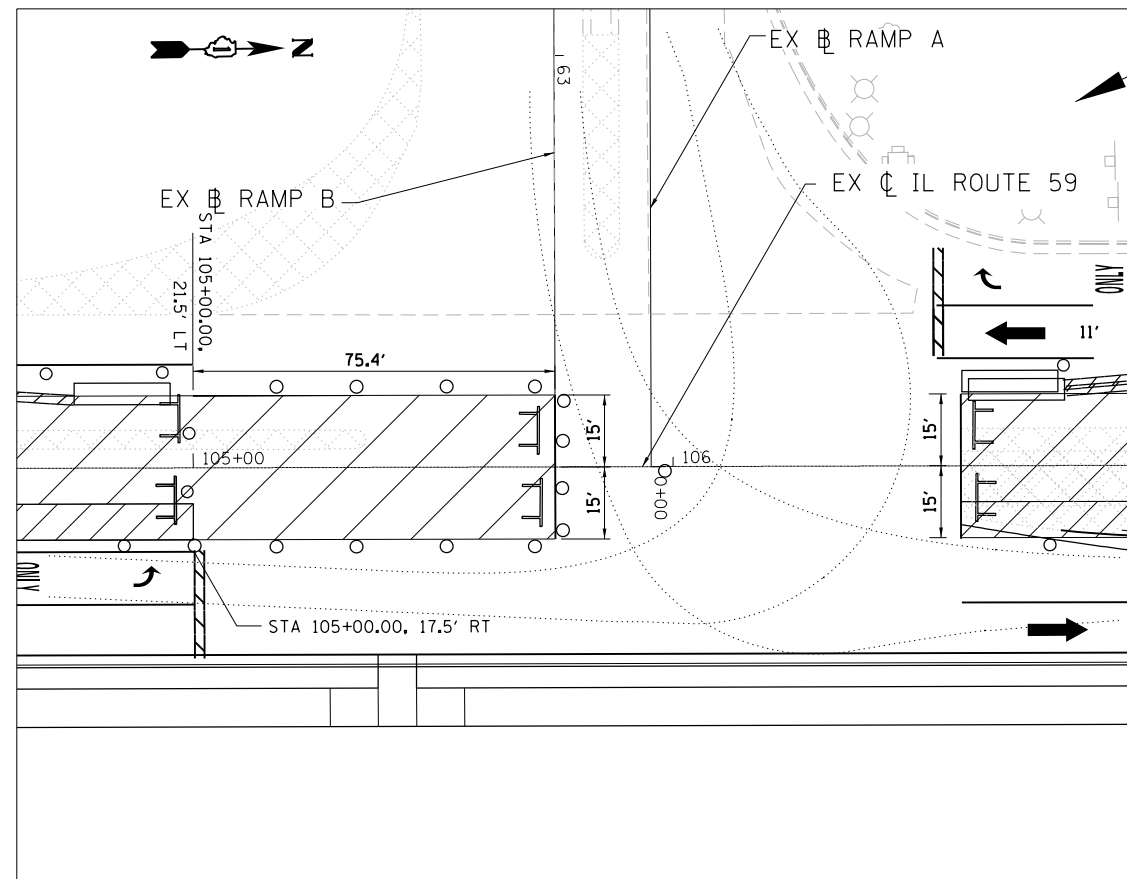 N
EX ⅊ RAMP A
63
EX ℄ IL ROUTE 59
EX ⅊ RAMP B
STA 105+00.00,
21.5' LT
ONLY
11'
75.4'
15'
15'
105+00
106
0+00
15'
15'
ONLY
STA 105+00.00, 17.5' RT